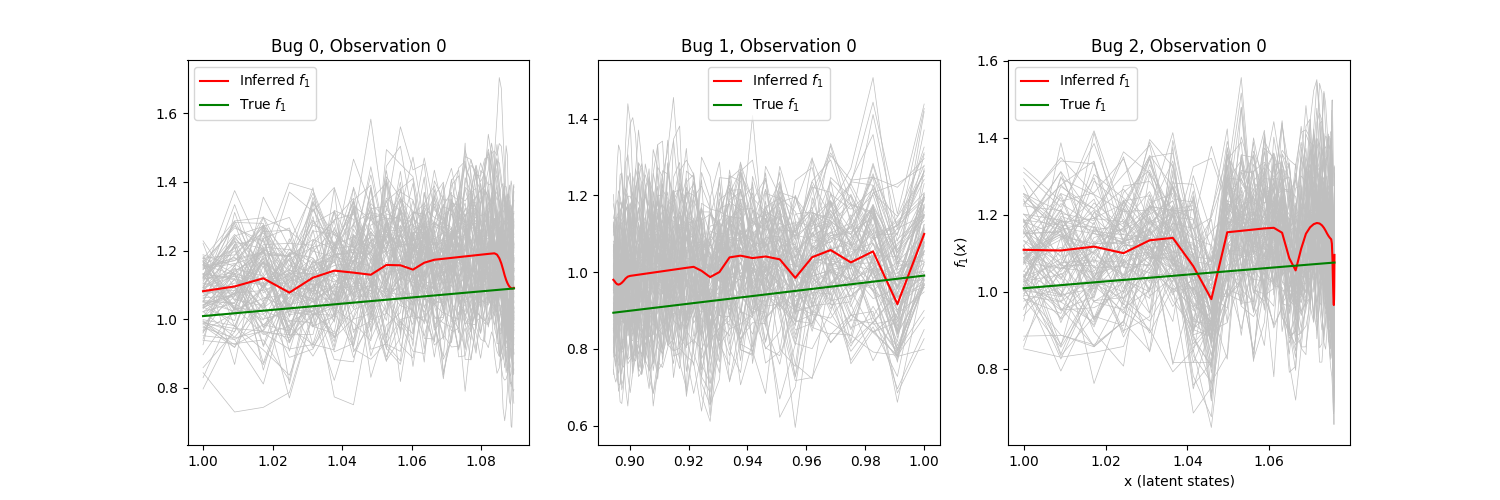 Bug 0, Observation 0
Inferred f₁
True f₁
1.6
1.4
1.2
1.0
0.8
1.00 1.02 1.04 1.06 1.08
Bug 1, Observation 0
Inferred f₁
True f₁
1.4
1.2
1.0
0.8
0.6
0.90 0.92 0.94 0.96 0.98 1.00
Bug 2, Observation 0
Inferred f₁
True f₁
f₁(x)
1.6
1.4
1.2
1.0
0.8
1.00 1.02 1.04 1.06
x (latent states)